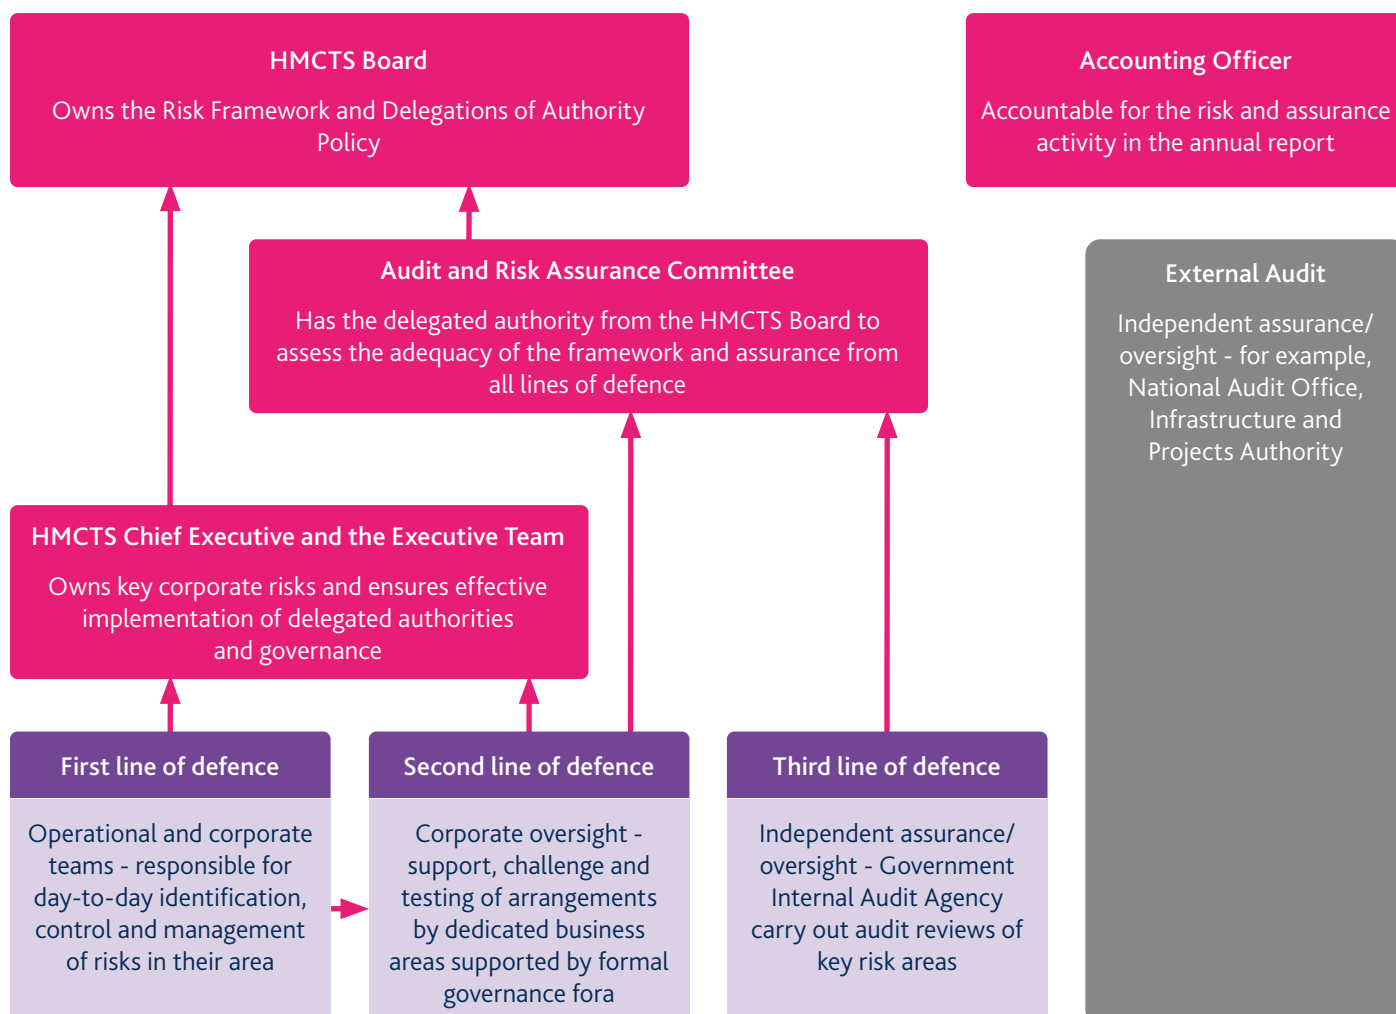 HMCTS Board
Owns the Risk Framework and Delegations of Authority
Policy
Accounting Officer
Accountable for the risk and assurance
activity in the annual report
Audit and Risk Assurance Committee
Has the delegated authority from the HMCTS Board to
assess the adequacy of the framework and assurance from
all lines of defence
External Audit
Independent assurance/
oversight - for example,
National Audit Office,
Infrastructure and
Projects Authority
HMCTS Chief Executive and the Executive Team
Owns key corporate risks and ensures effective
implementation of delegated authorities
and governance
First line of defence
Operational and corporate
teams - responsible for
day-to-day identification,
control and management
of risks in their area
Second line of defence
Corporate oversight -
support, challenge and
testing of arrangements
by dedicated business
areas supported by formal
governance fora
Third line of defence
Independent assurance/
oversight - Government
Internal Audit Agency
carry out audit reviews of
key risk areas